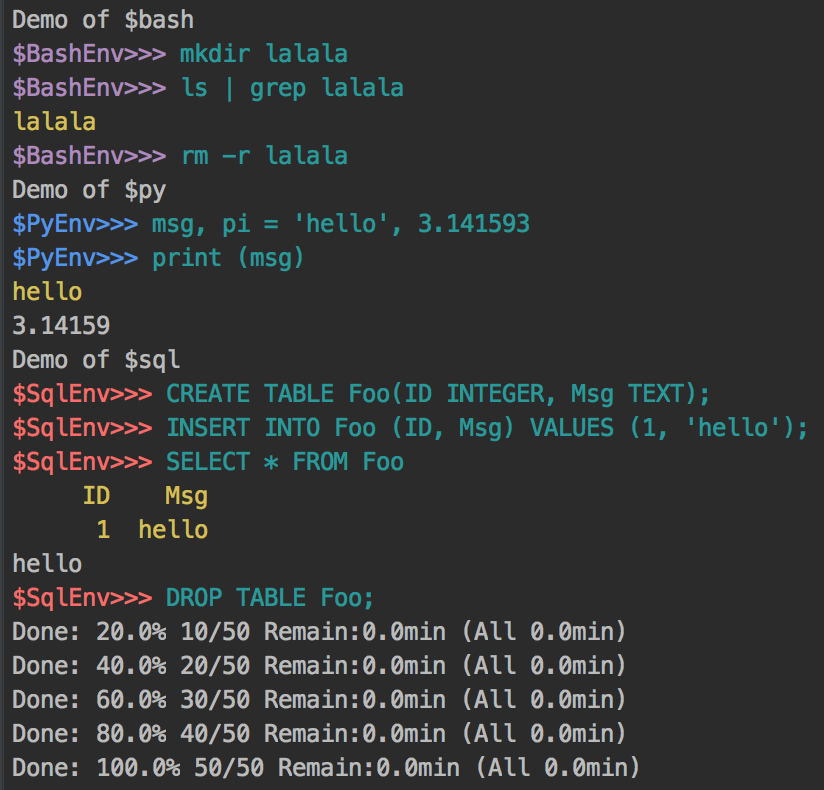 Demo of $bash
$BashEnv>>> mkdir lalala
$BashEnv>>> ls | grep lalala
lalala
$BashEnv>>> rm -r lalala
Demo of $py
$PyEnv>>> msg, pi = 'hello', 3.141593
$PyEnv>>> print (msg)
hello
3.14159
Demo of $sql
$SqlEnv>>> CREATE TABLE Foo(ID INTEGER, Msg TEXT);
$SqlEnv>>> INSERT INTO Foo (ID, Msg) VALUES (1, 'hello');
$SqlEnv>>> SELECT * FROM Foo
     ID    Msg
      1  hello
hello
$SqlEnv>>> DROP TABLE Foo;
Done: 20.0% 10/50 Remain:0.0min (All 0.0min)
Done: 40.0% 20/50 Remain:0.0min (All 0.0min)
Done: 60.0% 30/50 Remain:0.0min (All 0.0min)
Done: 80.0% 40/50 Remain:0.0min (All 0.0min)
Done: 100.0% 50/50 Remain:0.0min (All 0.0min)